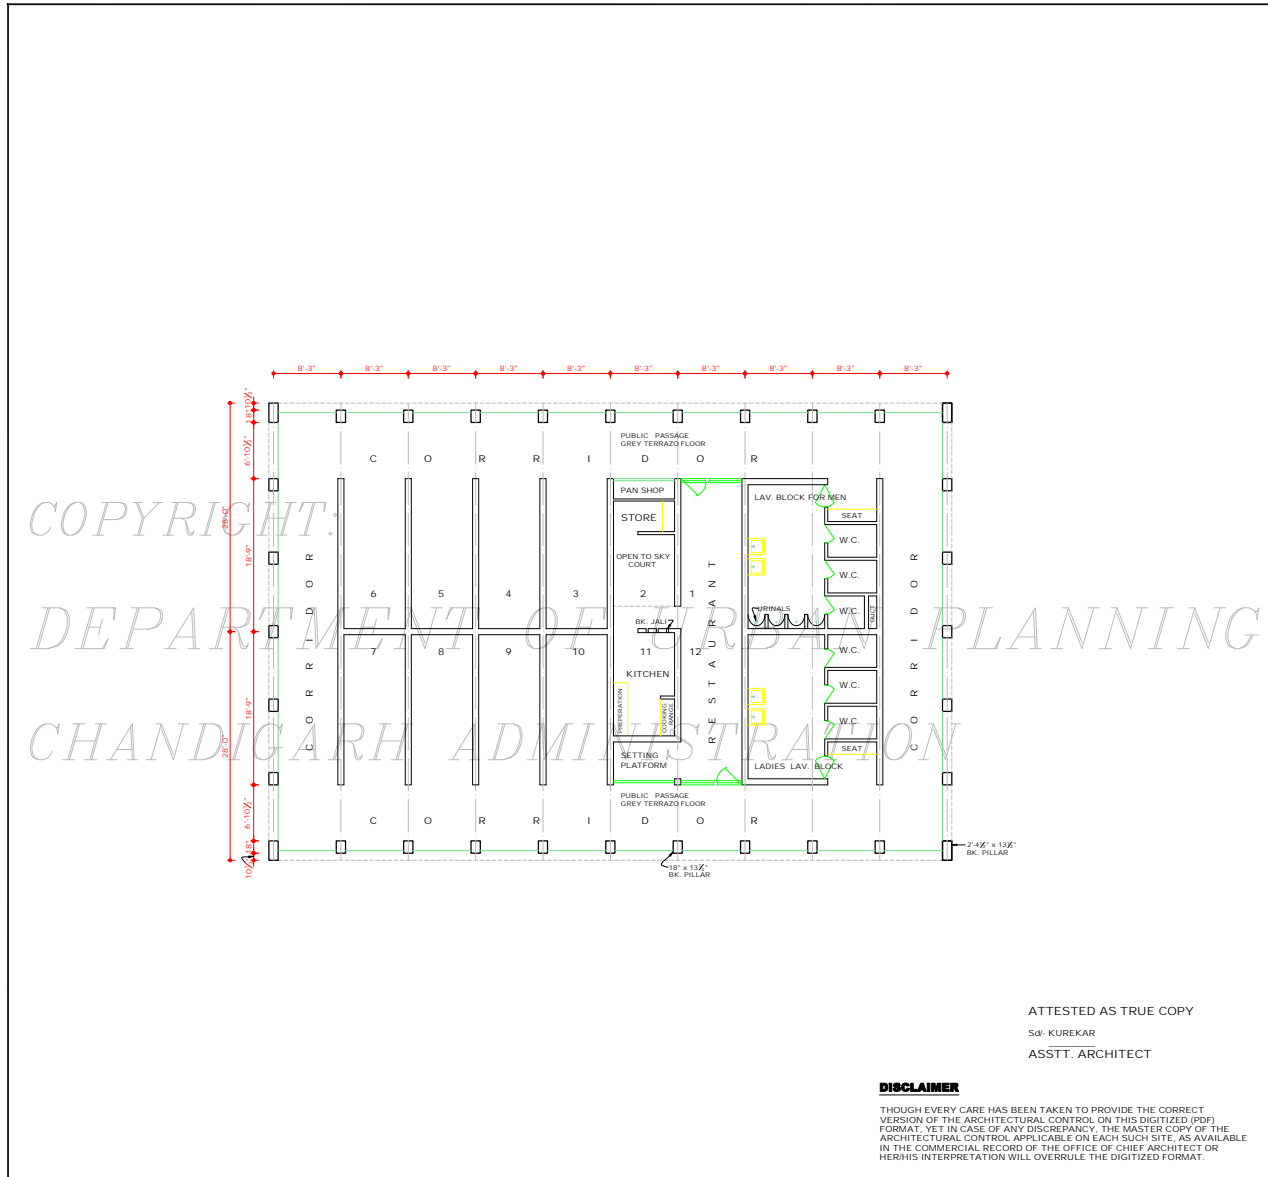 8'-3" 8'-3" 8'-3" 8'-3" 8'-3" 8'-3" 8'-3" 8'-3" 8'-3" 8'-3"
10½"
18"
6'-10½"
28'-0"
18'-9"
18'-9"
28'-0"
6'-10½"
18"
10½"
PUBLIC PASSAGE
GREY TERRAZO FLOOR
C O R R I D O R
PAN SHOP
LAV. BLOCK FOR MEN
STORE
SEAT
COPYRIGHT:
W.C.
OPEN TO SKY
COURT
W.C.
C O R R I D O R
R E S T A U R A N T
C O R R I D O R
6 5 4 3 2 1
URINALS
W.C.
DUCT
BK. JALI
DEPARTMENT OF URBAN PLANNING
7 8 9 10 11 12
W.C.
KITCHEN
W.C.
PREPERATION
COOKING
RANGE
W.C.
CHANDIGARH ADMINISTRATION
SEAT
SETTING
PLATFORM
LADIES LAV. BLOCK
PUBLIC PASSAGE
GREY TERRAZO FLOOR
C O R R I D O R
2'-4½" x 13½"
BK. PILLAR
18" x 13½"
BK. PILLAR
ATTESTED AS TRUE COPY
Sd/- KUREKAR
ASSTT. ARCHITECT
DISCLAIMER
THOUGH EVERY CARE HAS BEEN TAKEN TO PROVIDE THE CORRECT
VERSION OF THE ARCHITECTURAL CONTROL ON THIS DIGITIZED (PDF)
FORMAT, YET IN CASE OF ANY DISCREPANCY, THE MASTER COPY OF THE
ARCHITECTURAL CONTROL APPLICABLE ON EACH SUCH SITE, AS AVAILABLE
IN THE COMMERCIAL RECORD OF THE OFFICE OF CHIEF ARCHITECT OR
HER/HIS INTERPRETATION WILL OVERRULE THE DIGITIZED FORMAT.